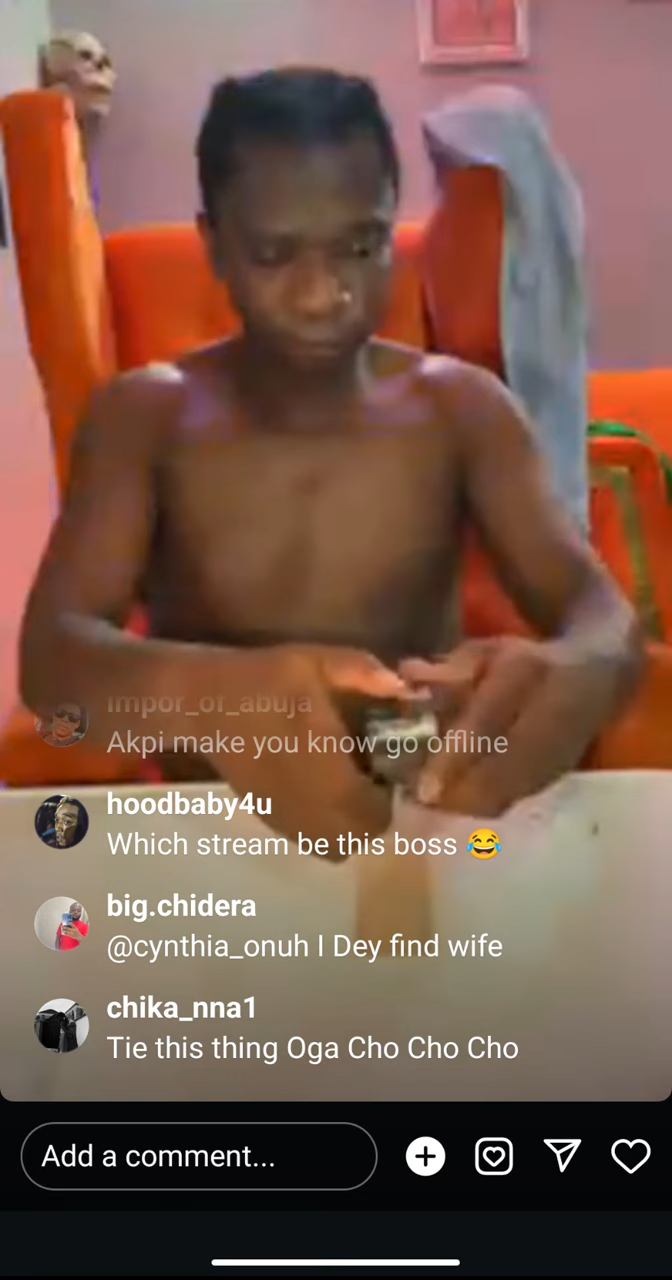 impor_of_abuja
Akpi make you know go offline
hoodbaby4u
Which stream be this boss 😂
big.chidera
@cynthia_onuh I Dey find wife
chika_nna1
Tie this thing Oga Cho Cho Cho
Add a comment...